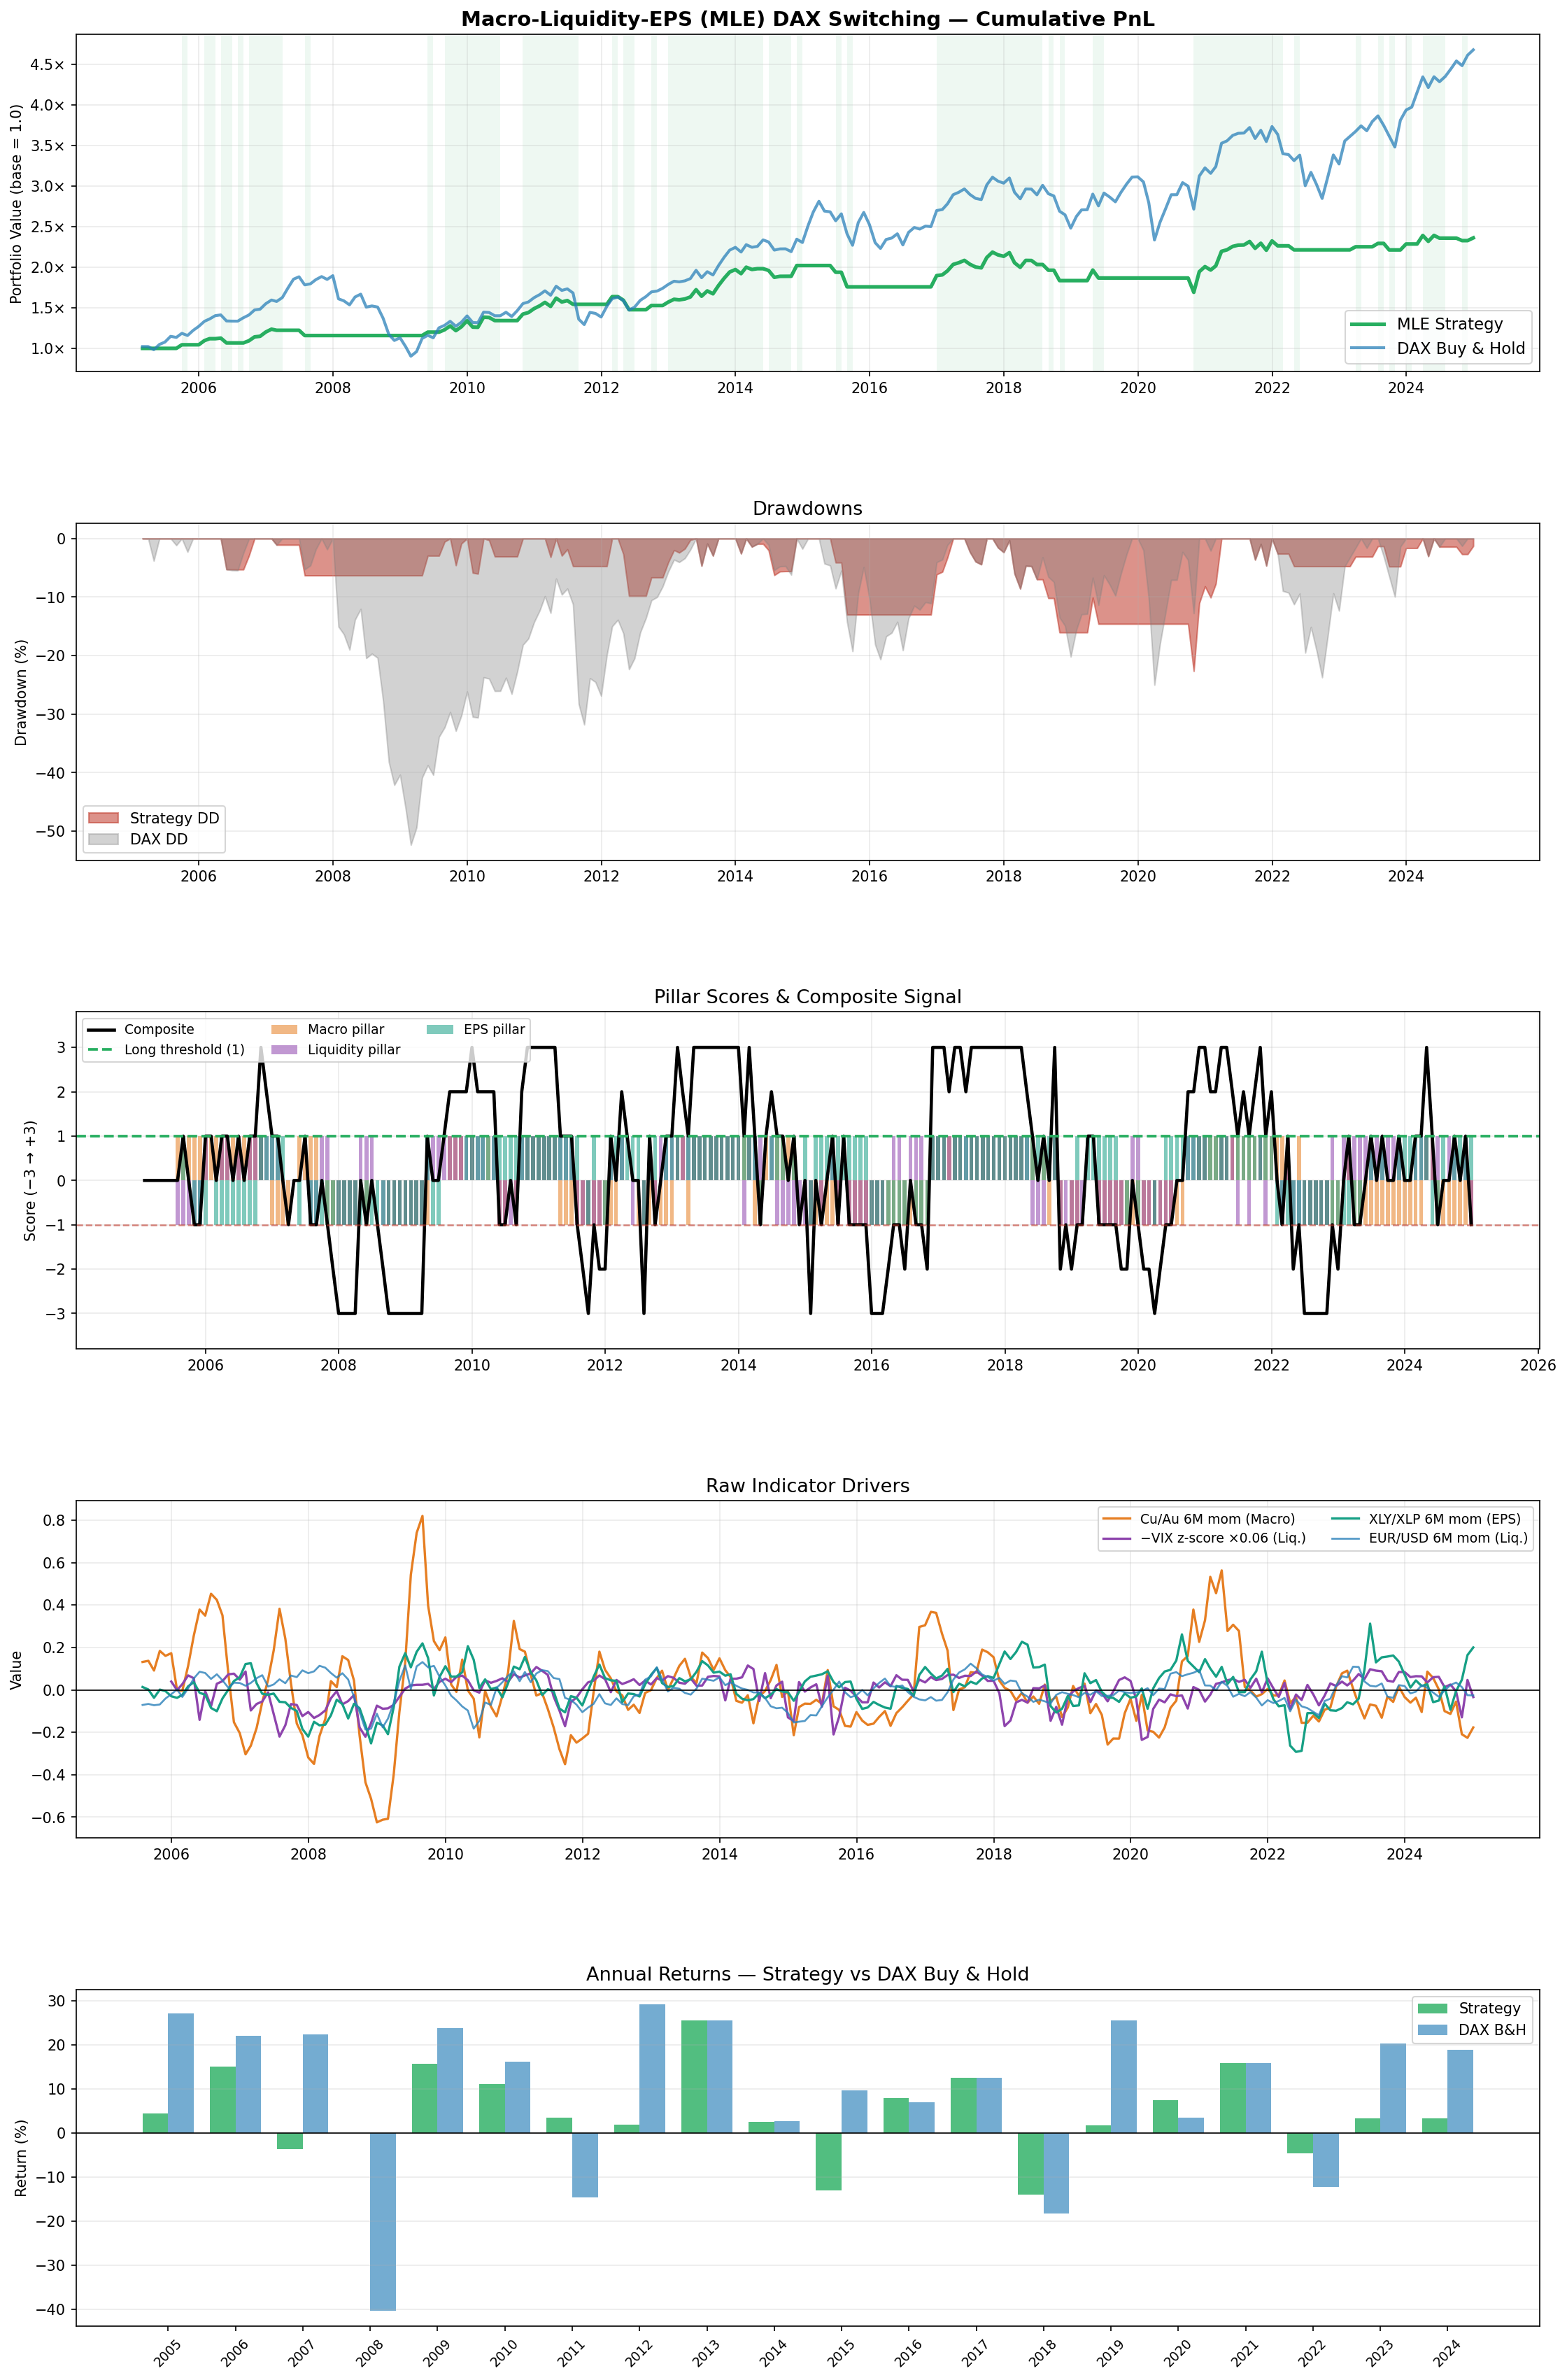 Macro-Liquidity-EPS (MLE) DAX Switching — Cumulative PnL
Portfolio Value (base = 1.0)
4.5×
4.0×
3.5×
3.0×
2.5×
2.0×
1.5×
1.0×
MLE Strategy
DAX Buy & Hold
2006 2008 2010 2012 2014 2016 2018 2020 2022 2024
Drawdowns
Drawdown (%)
0
−10
−20
−30
−40
−50
Strategy DD
DAX DD
2006 2008 2010 2012 2014 2016 2018 2020 2022 2024
Pillar Scores & Composite Signal
Score (−3 → +3)
Composite Macro pillar EPS pillar
Long threshold (1) Liquidity pillar
3
2
1
0
−1
−2
−3
2006 2008 2010 2012 2014 2016 2018 2020 2022 2024 2026
Raw Indicator Drivers
Value
Cu/Au 6M mom (Macro) XLY/XLP 6M mom (EPS)
−VIX z-score ×0.06 (Liq.) EUR/USD 6M mom (Liq.)
0.8
0.6
0.4
0.2
0.0
−0.2
−0.4
−0.6
2006 2008 2010 2012 2014 2016 2018 2020 2022 2024
Annual Returns — Strategy vs DAX Buy & Hold
Return (%)
Strategy
DAX B&H
30
20
10
0
−10
−20
−30
−40
2005 2006 2007 2008 2009 2010 2011 2012 2013 2014 2015 2016 2017 2018 2019 2020 2021 2022 2023 2024